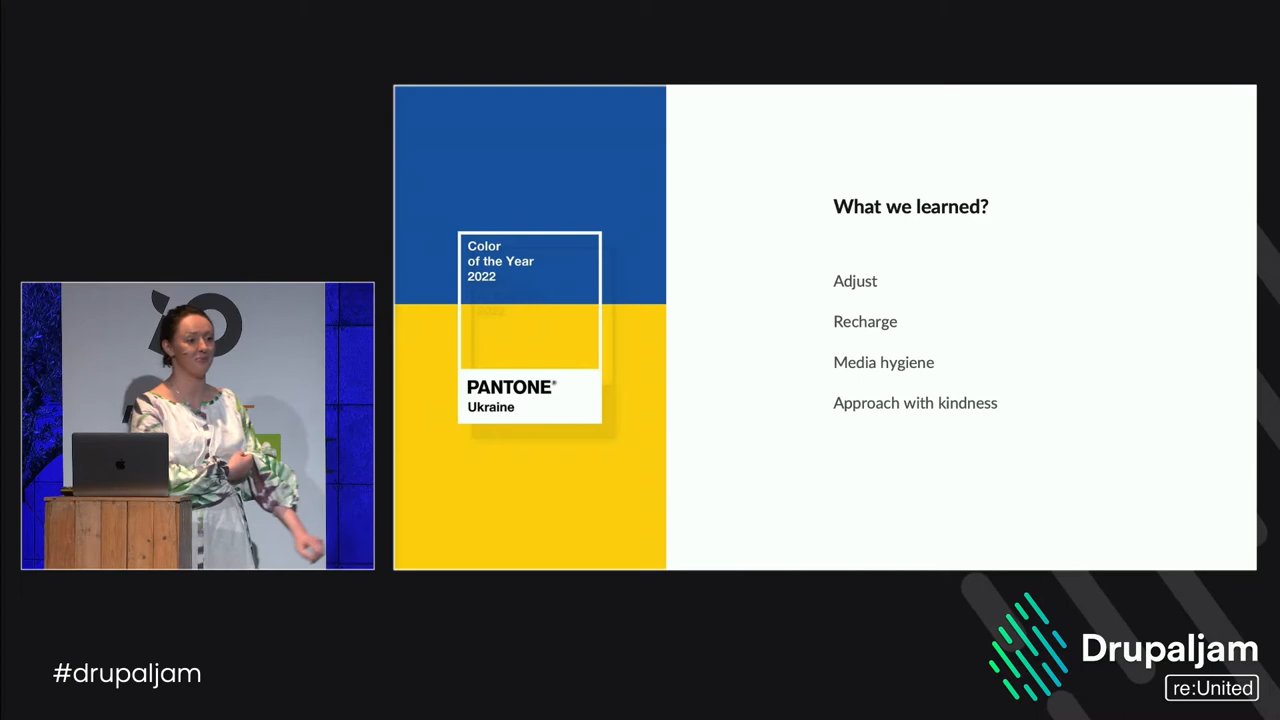 Color
of the Year
2022
PANTONE®
Ukraine
What we learned?
Adjust
Recharge
Media hygiene
Approach with kindness
#drupaljam
Drupaljam
re:United